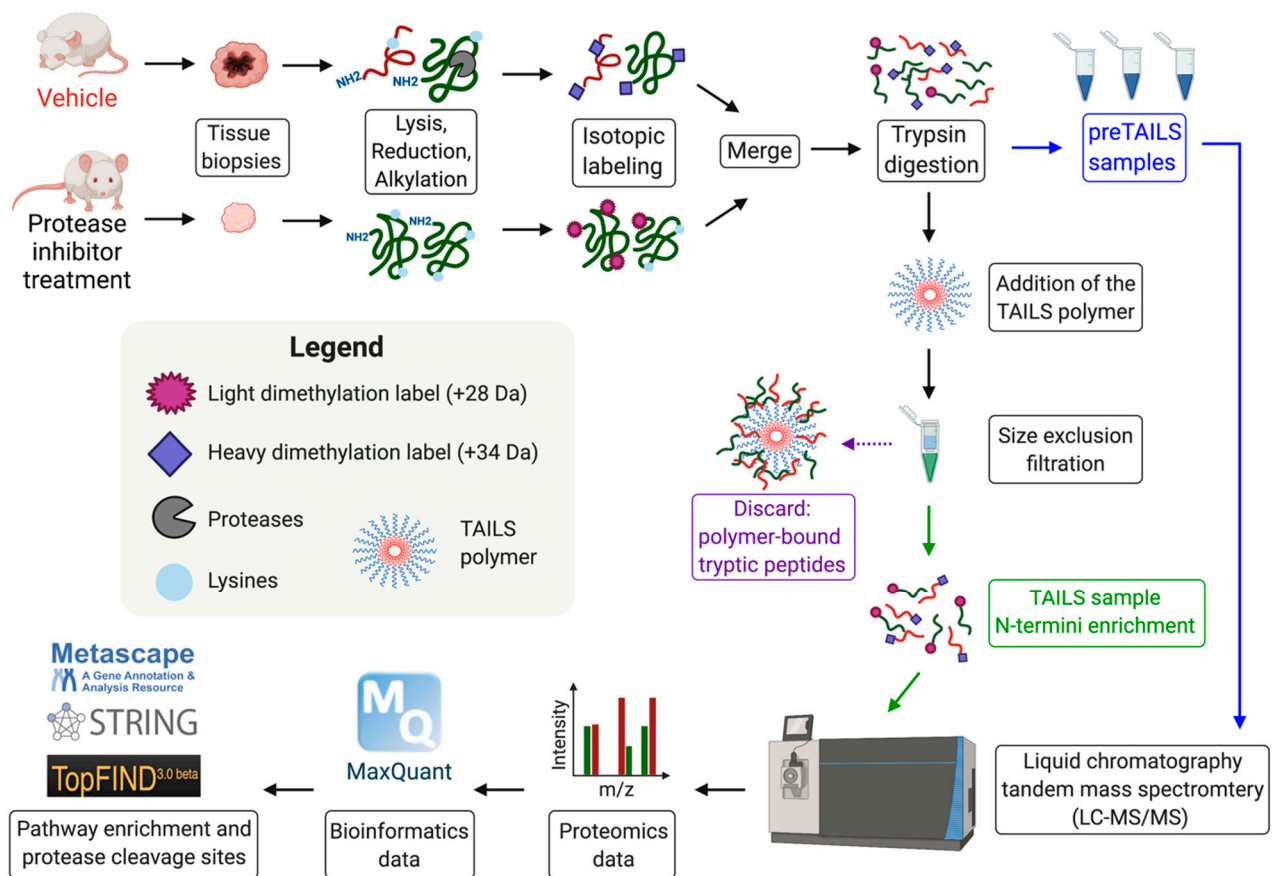 Vehicle
Protease
inhibitor
treatment
Tissue
biopsies
NH2
NH2
Lysis,
Reduction,
Alkylation
NH2
NH2
Isotopic
labeling
Merge
Trypsin
digestion
preTAILS
samples
Addition of the
TAILS polymer
Size exclusion
filtration
Discard:
polymer-bound
tryptic peptides
TAILS sample
N-termini enrichment
Legend
Light dimethylation label (+28 Da)
Heavy dimethylation label (+34 Da)
Proteases
Lysines
TAILS
polymer
Liquid chromatography
tandem mass spectromtery
(LC-MS/MS)
Intensity
m/z
Proteomics
data
M
Q
MaxQuant
Bioinformatics
data
Metascape
A Gene Annotation &
Analysis Resource
STRING
TopFIND 3.0 beta
Pathway enrichment and
protease cleavage sites